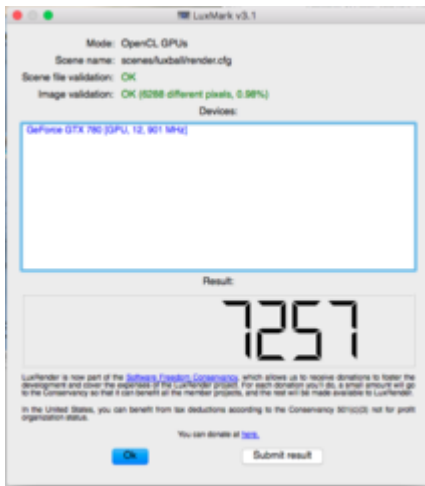 LuxMark v3.1
Mode: OpenCL GPUs
Scene name: scenes/luxball/render.cfg
Scene file validation: OK
Image validation: OK (6288 different pixels, 0.98%)
Devices:
GeForce GTX 780 [GPU, 12, 901 MHz]
Result:
7257
LuxRender is now part of the Software Freedom Conservancy, which allows us to receive donations to foster the
development and cover the expenses of the LuxRender project. For each donation you'll do, a small amount will go
to the Conservancy so that it can benefit all the member projects, and the rest will be made available to LuxRender.
In the United States, you can benefit from tax deductions according to the Conservancy 501(c)(3) not for profit
organization status.
You can donate at here.
Ok
Submit result